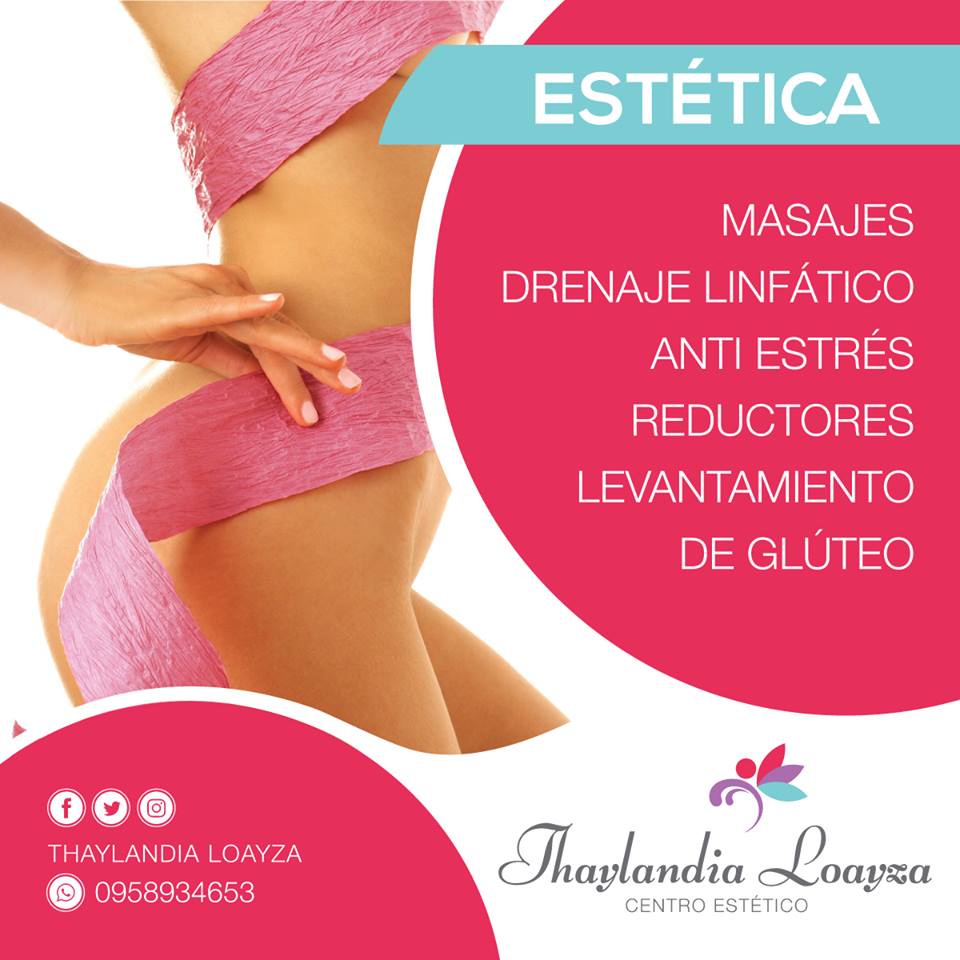 ESTÉTICA
MASAJES
DRENAJE LINFÁTICO
ANTI ESTRÉS
REDUCTORES
LEVANTAMIENTO
DE GLÚTEO
THAYLANDIA LOAYZA
0958934653
Thaylandia Loayza
CENTRO ESTÉTICO